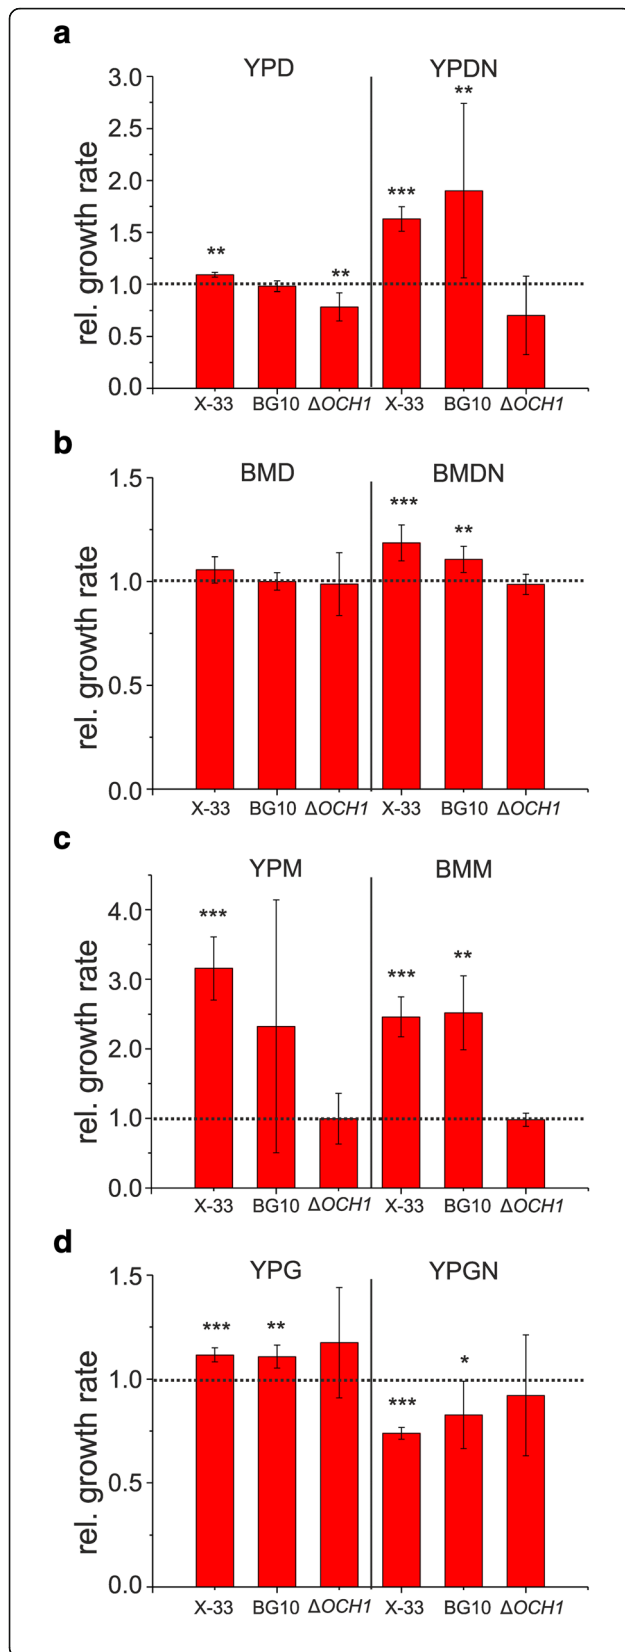 a
YPD YPDN
3.0
2.5
2.0
1.5
1.0
0.5
0.0
rel. growth rate
** ** *** **
X-33 BG10 ΔOCH1 X-33 BG10 ΔOCH1
b
BMD BMDN
1.5
1.0
0.5
0.0
rel. growth rate
*** **
X-33 BG10 ΔOCH1 X-33 BG10 ΔOCH1
c
YPM BMM
4.0
3.0
2.0
1.0
0.0
rel. growth rate
*** *** **
X-33 BG10 ΔOCH1 X-33 BG10 ΔOCH1
d
YPG YPGN
1.5
1.0
0.5
0.0
rel. growth rate
*** ** *** *
X-33 BG10 ΔOCH1 X-33 BG10 ΔOCH1